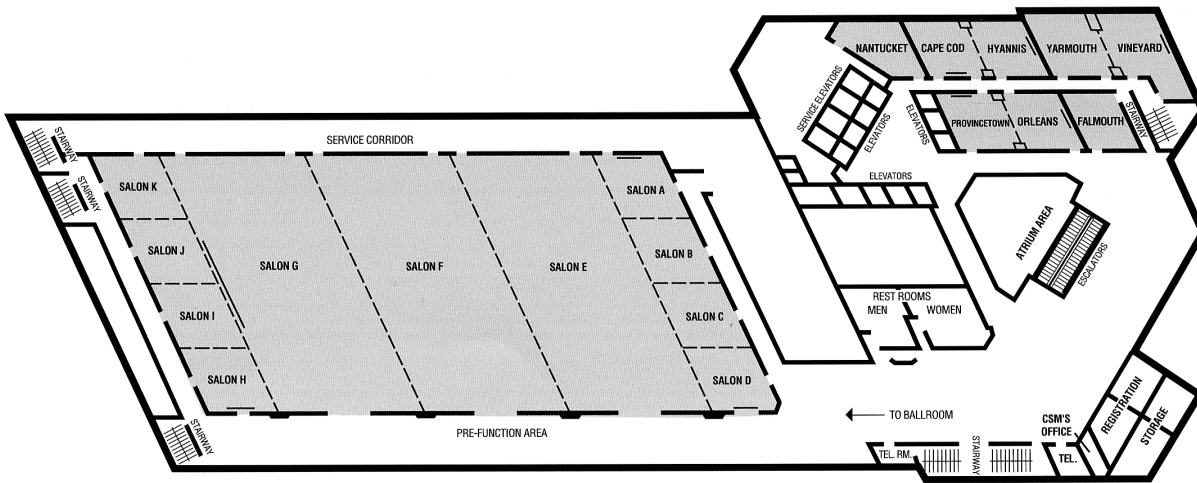 NANTUCKET
CAPE COD
HYANNIS
YARMOUTH
VINEYARD
SERVICE ELEVATORS
ELEVATORS
ELEVATORS
PROVINCETOWN
ORLEANS
FALMOUTH
STAIRWAY
STAIRWAY
SERVICE CORRIDOR
STAIRWAY
ELEVATORS
SALON K
SALON A
SALON J
SALON G
SALON F
SALON E
SALON B
ATRIUM AREA
ESCALATORS
SALON I
SALON C
REST ROOMS
MEN
WOMEN
SALON H
SALON D
TO BALLROOM
PRE-FUNCTION AREA
STAIRWAY
TEL. RM.
STAIRWAY
CSM'S
OFFICE
TEL.
REGISTRATION
STORAGE